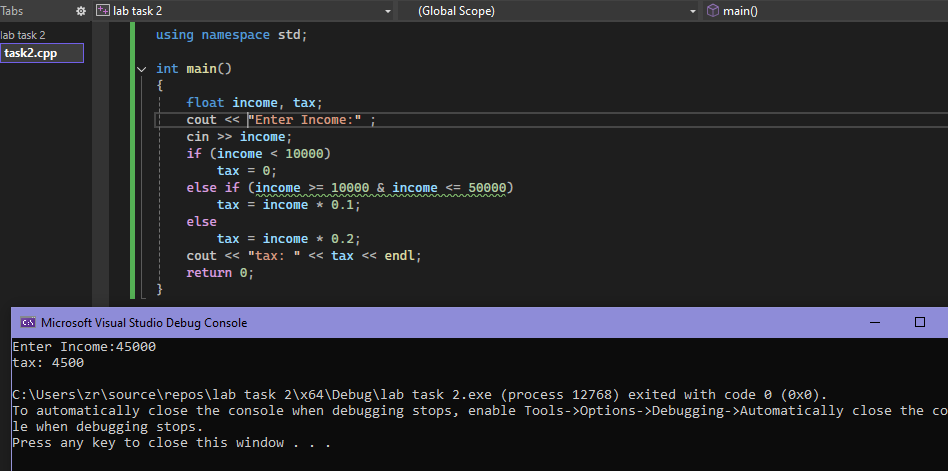 Tabs
lab task 2
(Global Scope)
main()
lab task 2
task2.cpp
using namespace std;
int main()
{
float income, tax;
cout << "Enter Income:" ;
cin >> income;
if (income < 10000)
tax = 0;
else if (income >= 10000 & income <= 50000)
tax = income * 0.1;
else
tax = income * 0.2;
cout << "tax: " << tax << endl;
return 0;
}
Microsoft Visual Studio Debug Console
Enter Income:45000
tax: 4500
C:\Users\zr\source\repos\lab task 2\x64\Debug\lab task 2.exe (process 12768) exited with code 0 (0x0).
To automatically close the console when debugging stops, enable Tools->Options->Debugging->Automatically close the co
le when debugging stops.
Press any key to close this window . . .